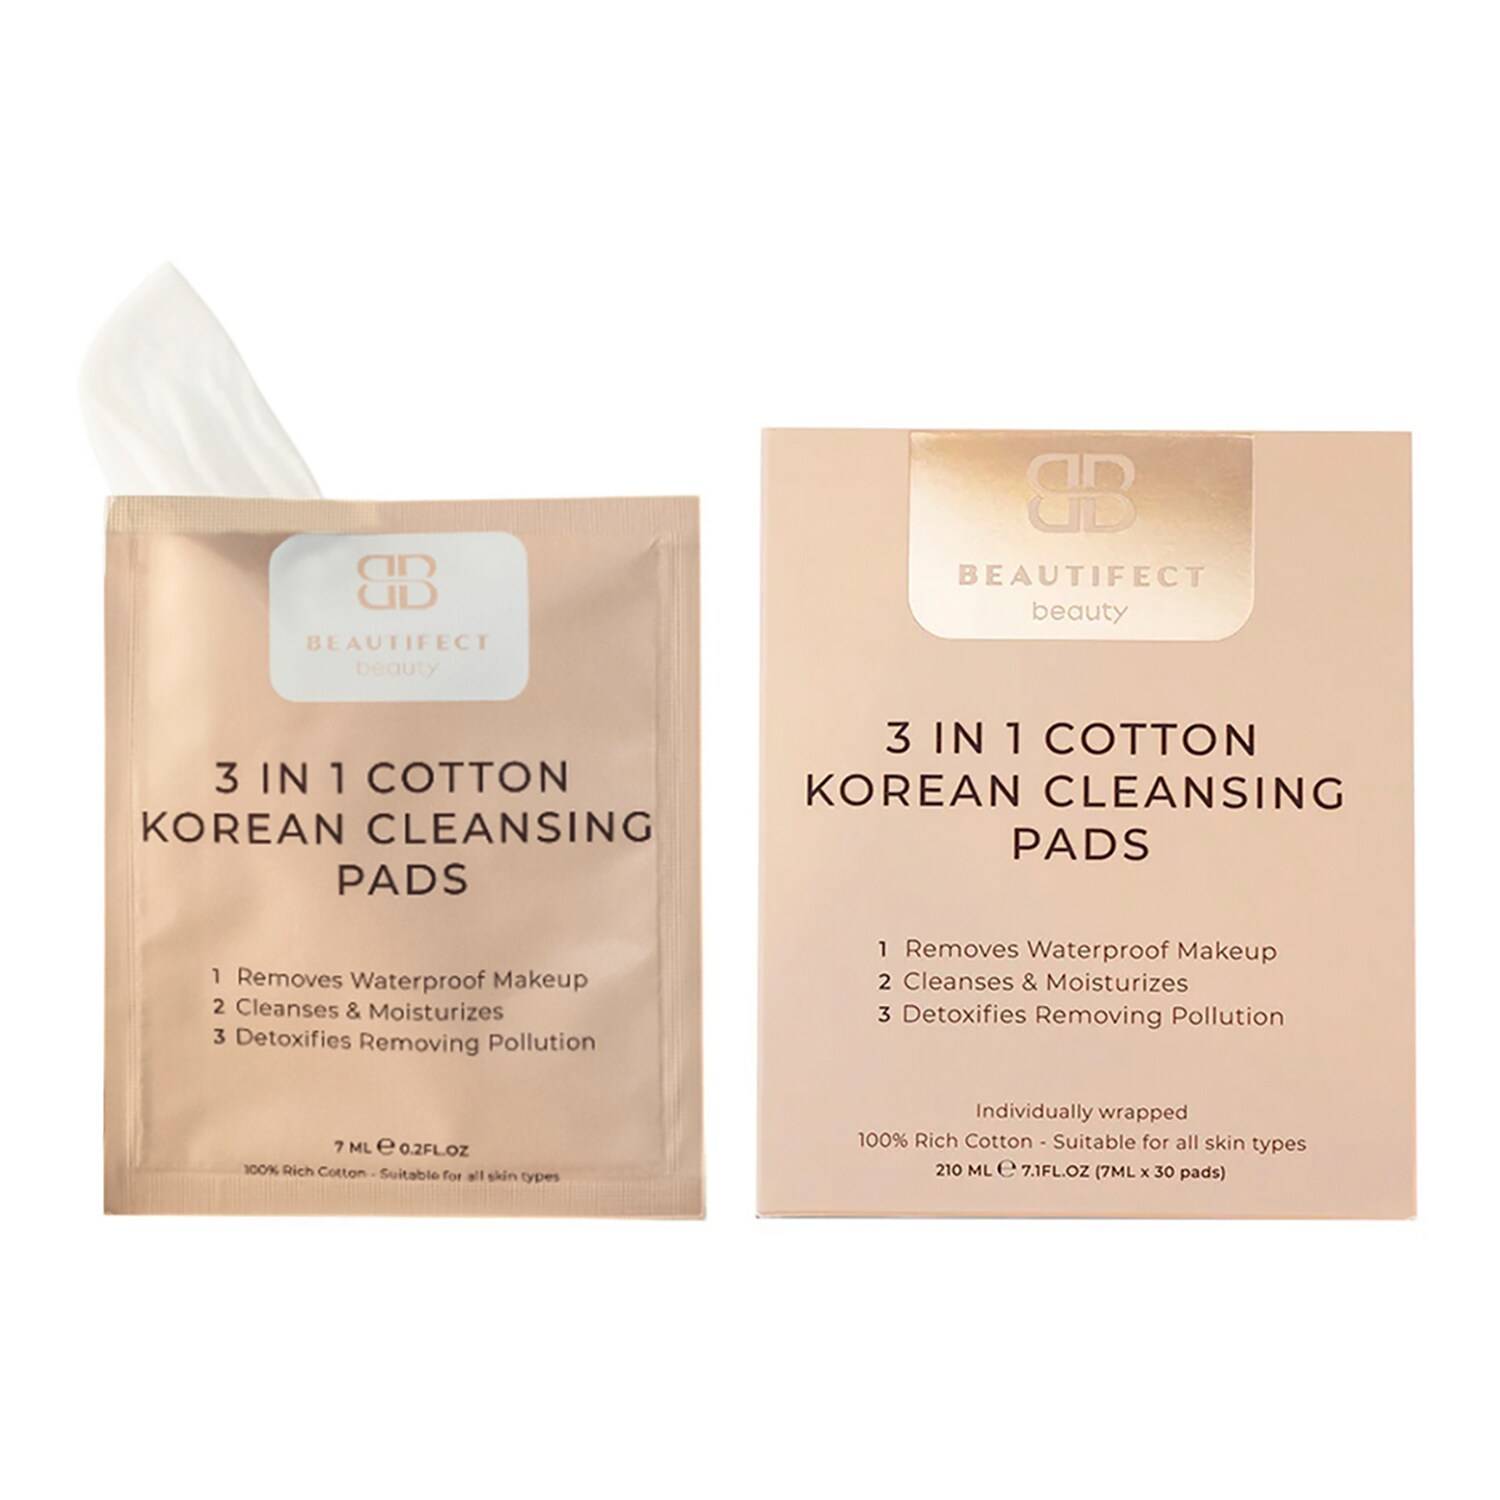 BEAUTIFECT
beauty
3 IN 1 COTTON
KOREAN CLEANSING
PADS
1 Removes Waterproof Makeup
2 Cleanses & Moisturizes
3 Detoxifies Removing Pollution
7 ML ℮ 0.2FL.OZ
100% Rich Cotton - Suitable for all skin types
BEAUTIFECT
beauty
3 IN 1 COTTON
KOREAN CLEANSING
PADS
1 Removes Waterproof Makeup
2 Cleanses & Moisturizes
3 Detoxifies Removing Pollution
Individually wrapped
100% Rich Cotton - Suitable for all skin types
210 ML ℮ 7.1FL.OZ (7ML x 30 pads)